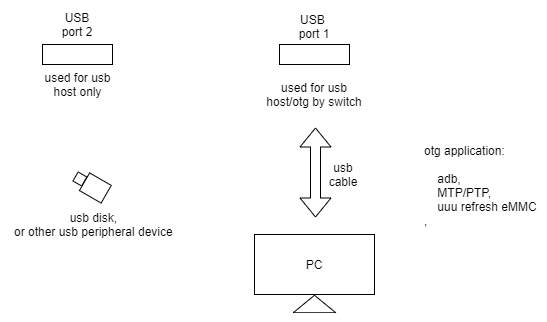 USB
port 2
used for usb
host only
USB
port 1
used for usb
host/otg by switch
usb
cable
otg application:
adb,
MTP/PTP,
uuu refresh eMMC
,
usb disk,
or other usb peripheral device
PC